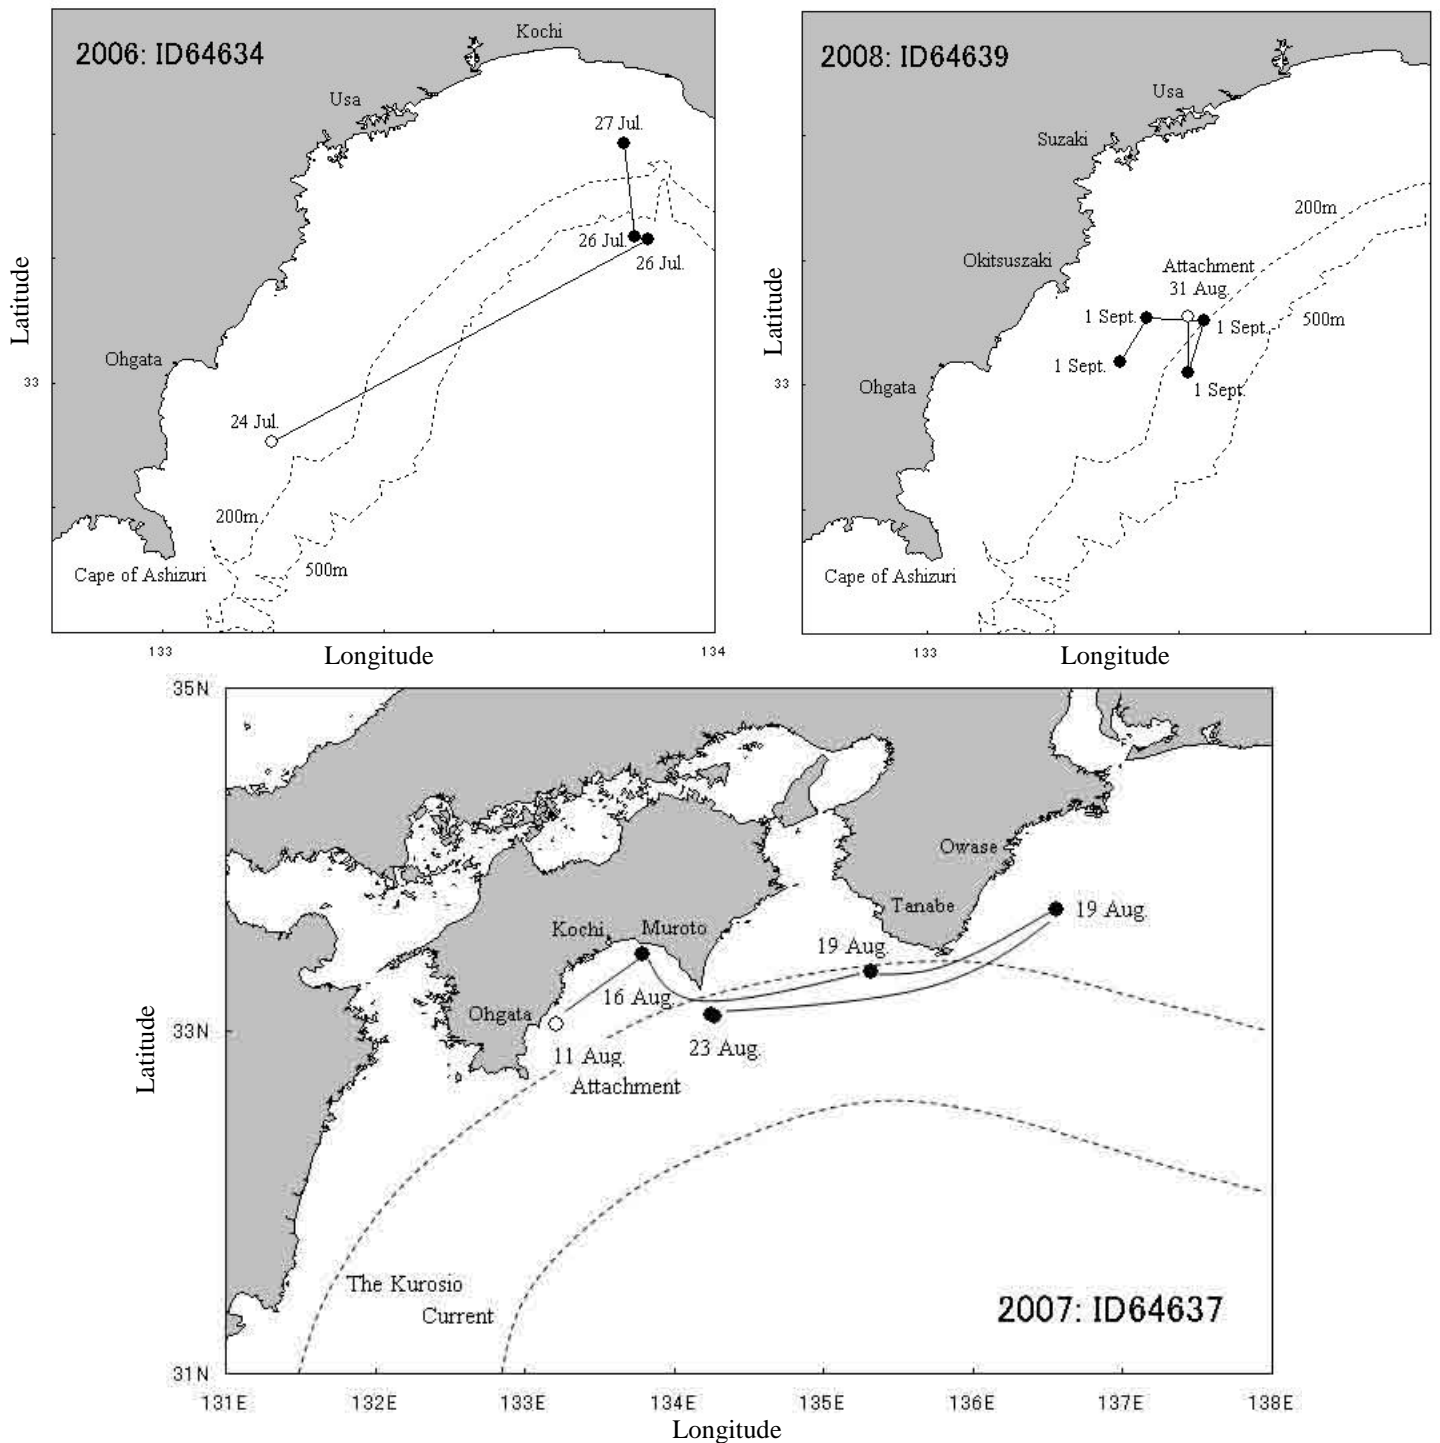 2006: ID64634
Kochi
Usa
27 Jul.
26 Jul.
26 Jul.
Ohgata
33
24 Jul.
200m
500m
Cape of Ashizuri
Latitude
133
Longitude
134
2008: ID64639
Usa
Suzaki
200m
Okitsuszaki
Attachment
31 Aug.
500m
1 Sept.
1 Sept.
1 Sept.
1 Sept.
33
Ohgata
Cape of Ashizuri
Latitude
133
Longitude
35N
Owase
Tanabe
19 Aug.
Kochi
Muroto
19 Aug.
16 Aug.
Ohgata
33N
23 Aug.
11 Aug.
Attachment
Latitude
The Kurosio
Current
2007: ID64637
31N
131E
132E
133E
134E
135E
136E
137E
138E
Longitude